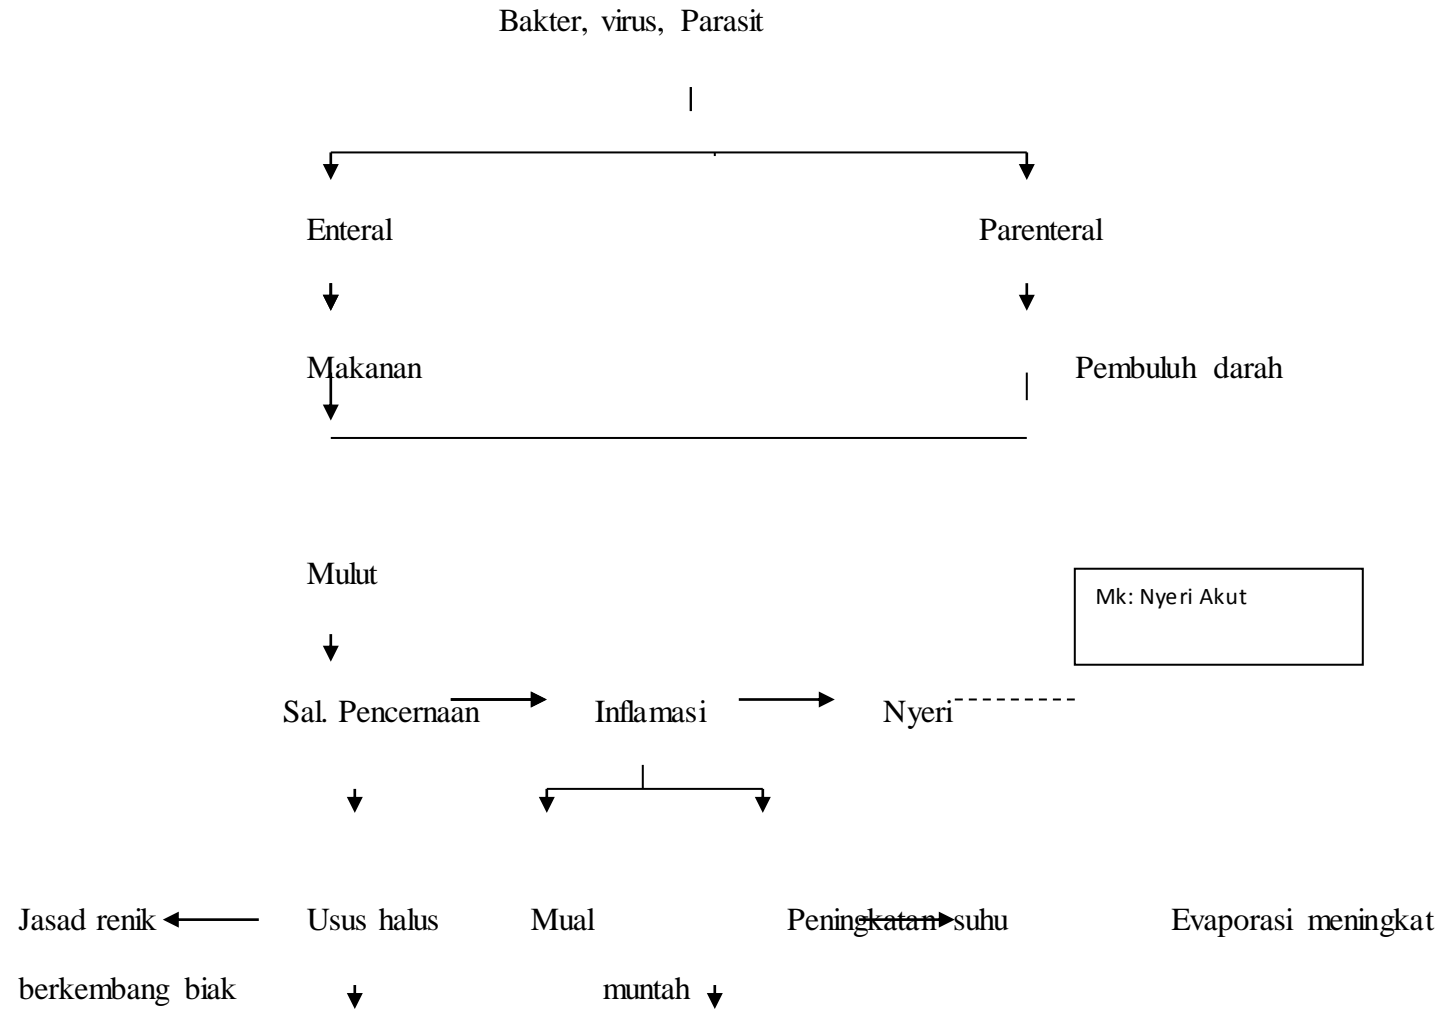 Bakter, virus, Parasit
Enteral Parenteral
Makanan Pembuluh darah
Mulut
Mk: Nyeri Akut
Sal. Pencernaan Inflamasi Nyeri
Jasad renik Usus halus Mual Peningkatan suhu Evaporasi meningkat
berkembang biak muntah